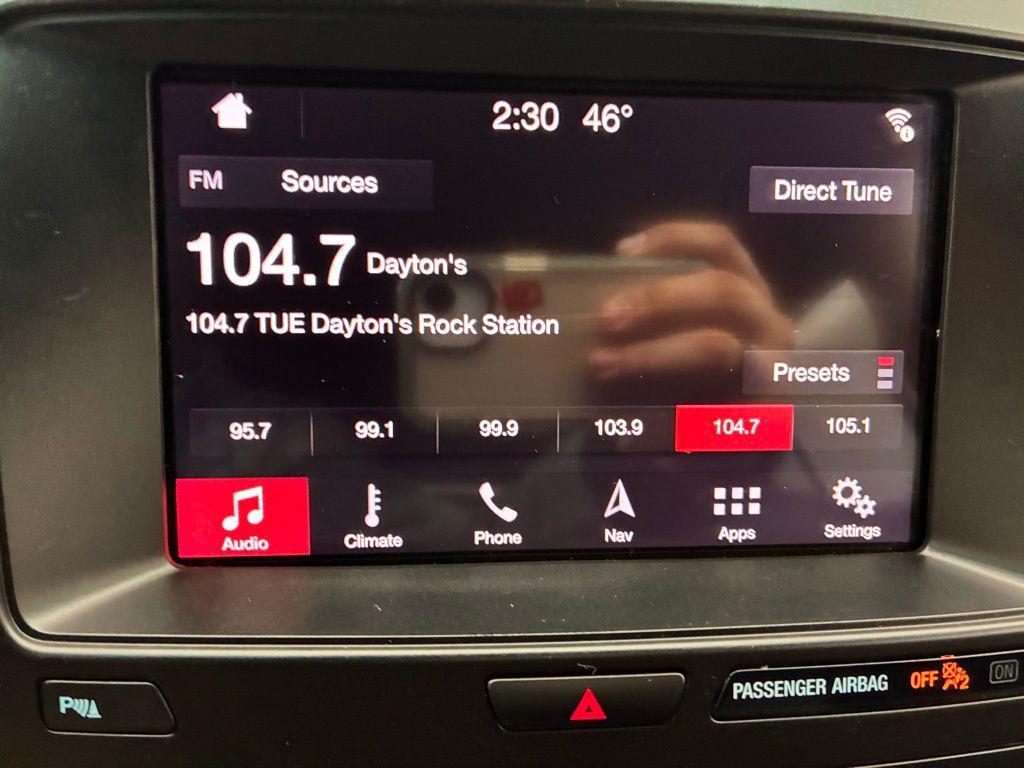 2:30 46°
FM Sources
Direct Tune
104.7 Dayton's
104.7 TUE Dayton's Rock Station
Presets
95.7 99.1 99.9 103.9 104.7 105.1
Audio Climate Phone Nav Apps Settings
P
PASSENGER AIRBAG OFF 2 ON